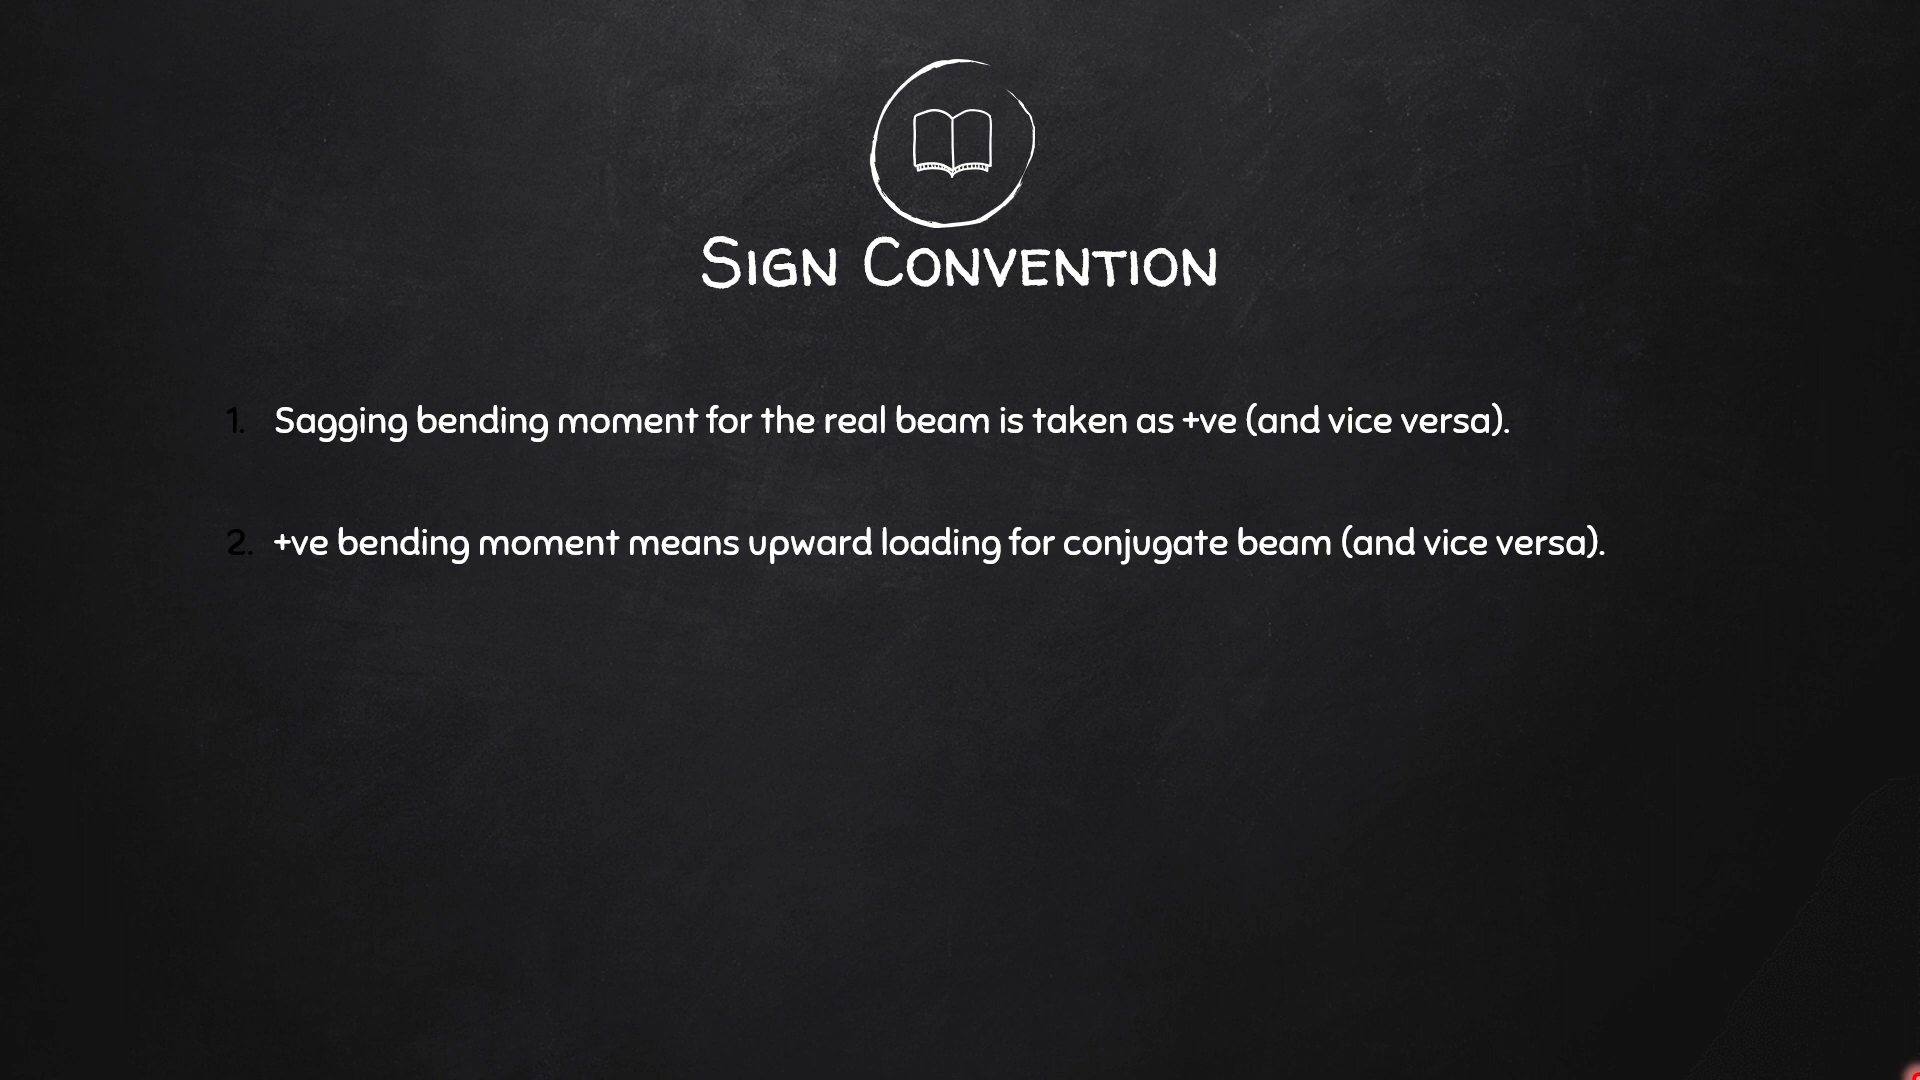 Sign Convention
1. Sagging bending moment for the real beam is taken as +ve (and vice versa).
2. +ve bending moment means upward loading for conjugate beam (and vice versa).